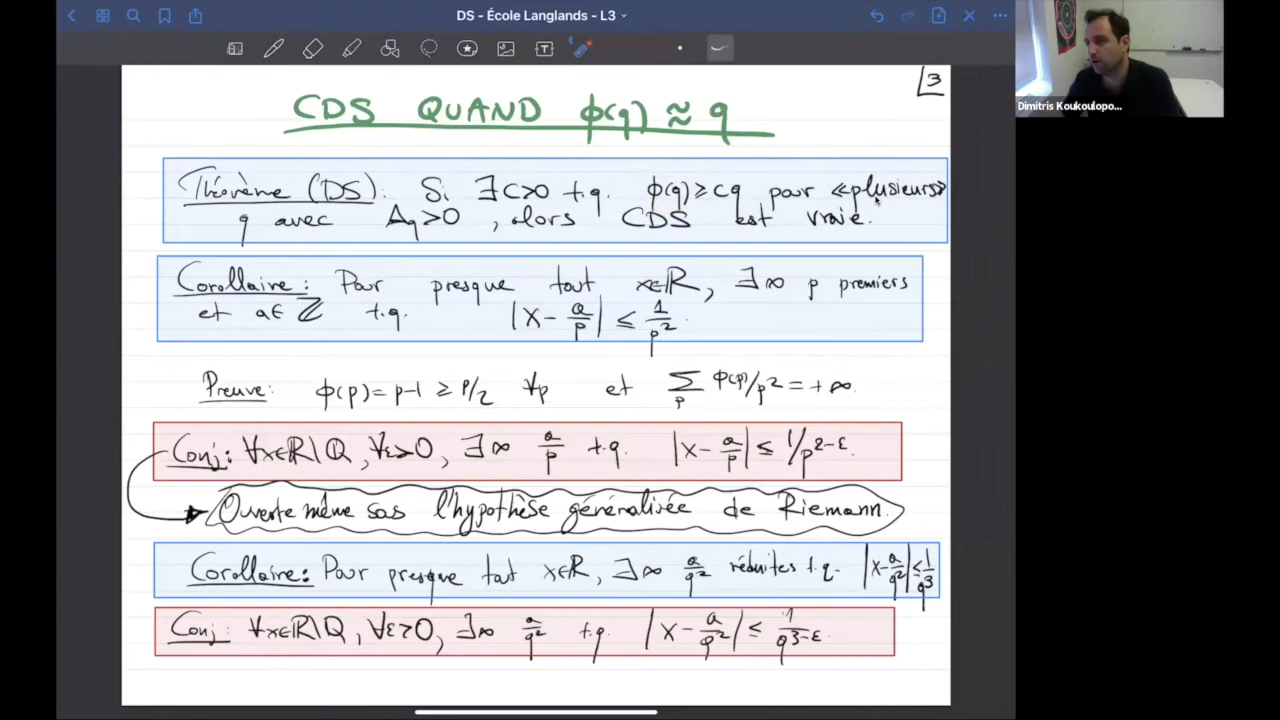 DS - École Langlands - L3
Dimitris Koukoulopo...
3
CDS QUAND ϕ(q) ≈ q
Théorème (DS): Si ∃c>0 t.q. ϕ(q) ≥ cq pour «plusieurs»
q avec Δq>0, alors CDS est vraie.
Corollaire: Pour presque tout x∈ℝ, ∃∞ p premiers
et a∈ℤ t.q. |x - a/p| ≤ 1/p².
Preuve: ϕ(p) = p-1 ≥ p/2 ∀p et ∑_p ϕ(p)/p² = +∞.
Conj: ∀x∈ℝ\ℚ, ∀ε>0, ∃∞ a/p t.q. |x - a/p| ≤ 1/p^{2-ε}.
Ouverte même sos l'hypothèse généralisée de Riemann.
Corollaire: Pour presque tout x∈ℝ, ∃∞ a/q² réduites t.q. |x - a/q²| ≤ 1/q³
Conj: ∀x∈ℝ\ℚ, ∀ε>0, ∃∞ a/q² t.q. |x - a/q²| ≤ 1/q^{3-ε}.